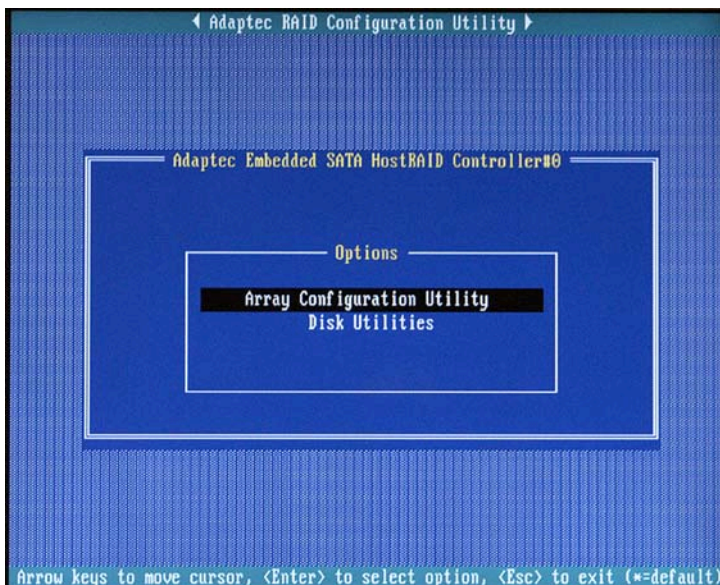 Adaptec RAID Configuration Utility
Adaptec Embedded SATA HostRAID Controller#0
Options
Array Configuration Utility
Disk Utilities
Arrow keys to move cursor, <Enter> to select option, <Esc> to exit (*=default)